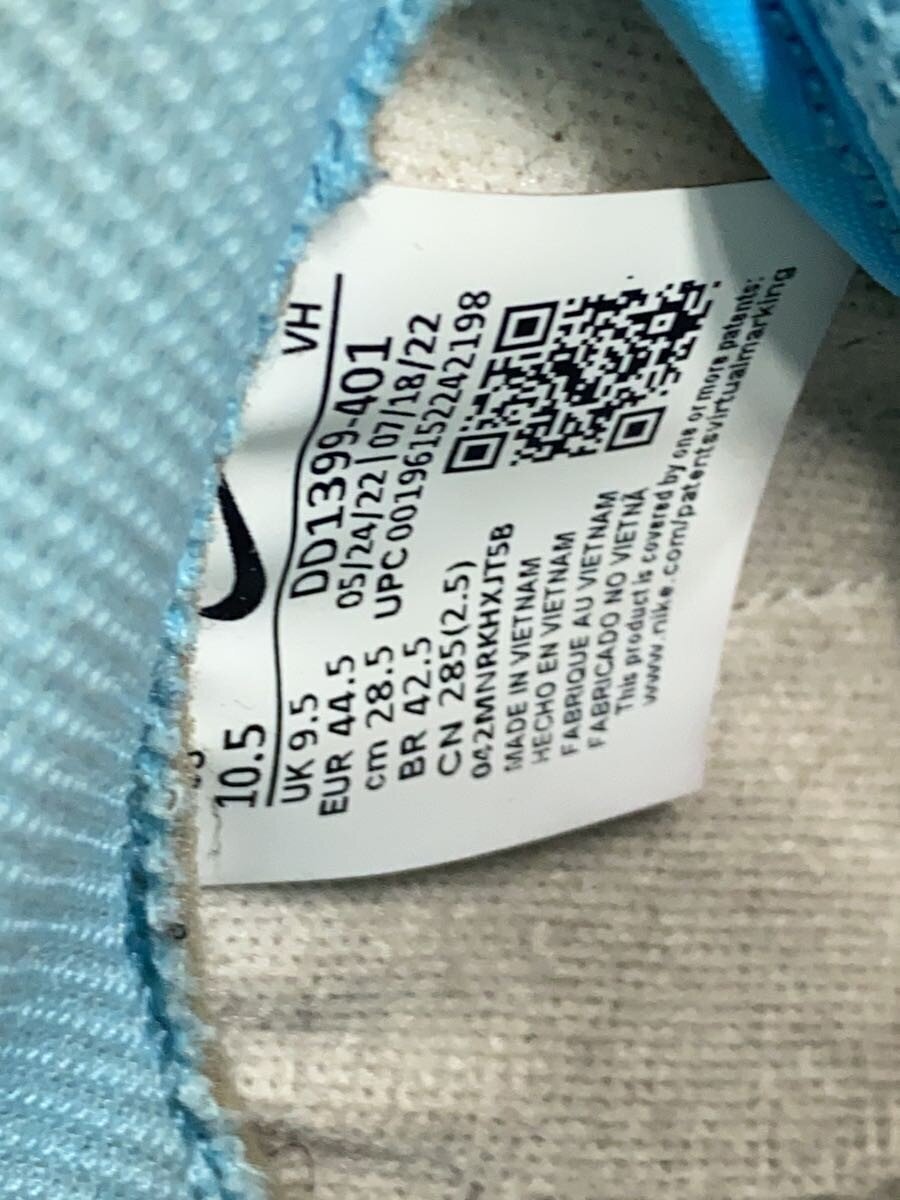 10.5
VH
UK 9.5
DD1399-401
EUR 44.5
05/24/22 | 07/18/22
cm 28.5
UPC 00196152242198
BR 42.5
CN 285(2.5)
042MNRKHXJT5B
MADE IN VIETNAM
HECHO EN VIETNAM
FABRIQUE AU VIETNAM
FABRICADO NO VIETNÃ
This product is covered by one or more patents:
www.nike.com/patentsvirtualmarking